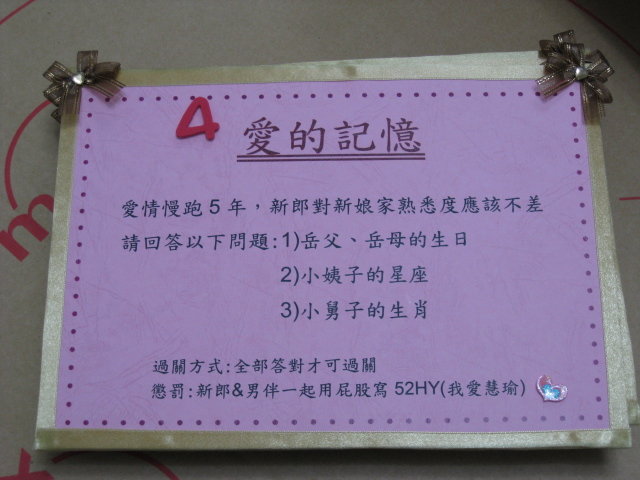 4
愛的記憶
愛情慢跑5年，新郎對新娘家熟悉度應該不差
請回答以下問題:1)岳父、岳母的生日
2)小姨子的星座
3)小舅子的生肖
過關方式:全部答對才可過關
懲罰:新郎&男伴一起用屁股寫52HY(我愛慧瑜)
m